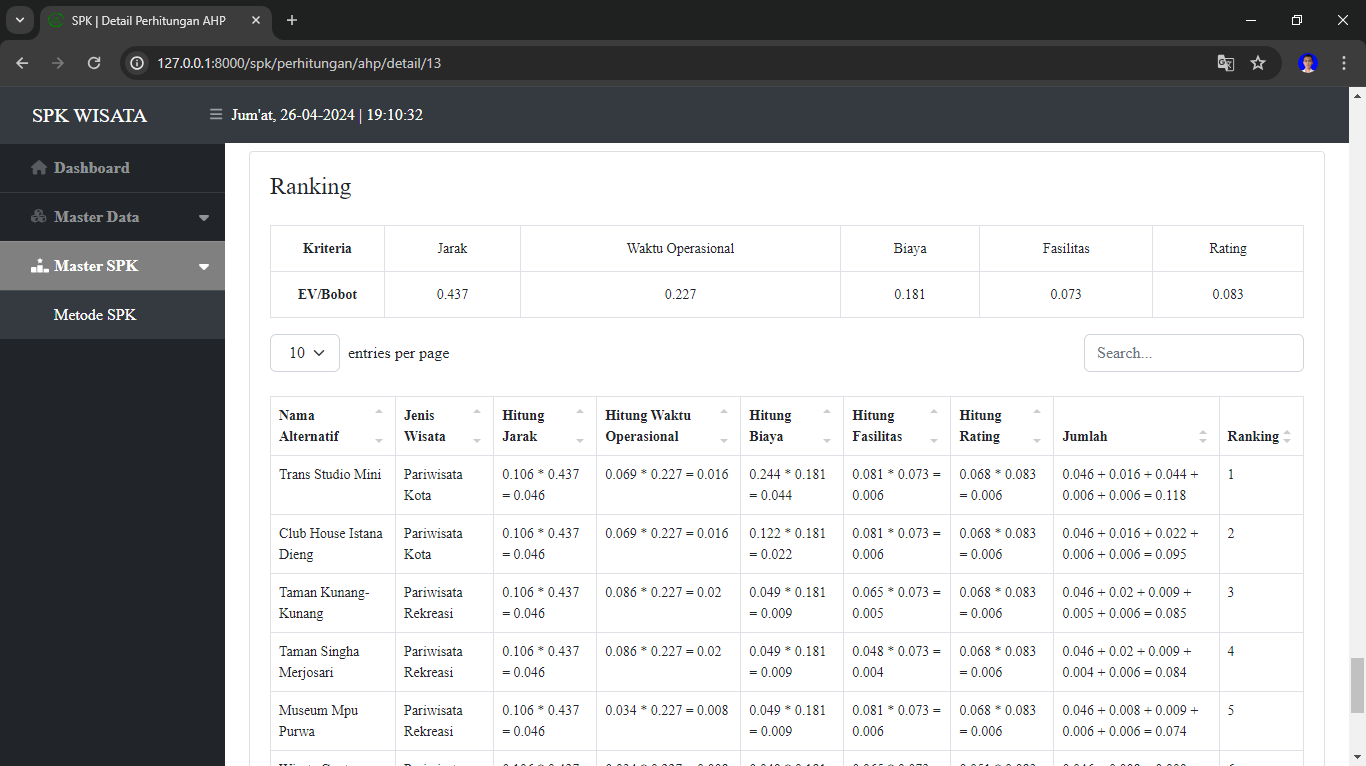 SPK | Detail Perhitungan AHP
127.0.0.1:8000/spk/perhitungan/ahp/detail/13
SPK WISATA
Jum'at, 26-04-2024 | 19:10:32
Dashboard
Master Data
Master SPK
Metode SPK
Ranking
Kriteria Jarak Waktu Operasional Biaya Fasilitas Rating
EV/Bobot 0.437 0.227 0.181 0.073 0.083
10 entries per page Search...
Nama Jenis Hitung Hitung Waktu Hitung Hitung Hitung
Alternatif Wisata Jarak Operasional Biaya Fasilitas Rating Jumlah Ranking
Trans Studio Mini Pariwisata 0.106 * 0.437 0.069 * 0.227 = 0.016 0.244 * 0.181 0.081 * 0.073 = 0.068 * 0.083 0.046 + 0.016 + 0.044 + 1
Kota = 0.046 = 0.044 0.006 = 0.006 0.006 + 0.006 = 0.118
Club House Istana Pariwisata 0.106 * 0.437 0.069 * 0.227 = 0.016 0.122 * 0.181 0.081 * 0.073 = 0.068 * 0.083 0.046 + 0.016 + 0.022 + 2
Dieng Kota = 0.046 = 0.022 0.006 = 0.006 0.006 + 0.006 = 0.095
Taman Kunang- Pariwisata 0.106 * 0.437 0.086 * 0.227 = 0.02 0.049 * 0.181 0.065 * 0.073 = 0.068 * 0.083 0.046 + 0.02 + 0.009 + 3
Kunang Rekreasi = 0.046 = 0.009 0.005 = 0.006 0.005 + 0.006 = 0.085
Taman Singha Pariwisata 0.106 * 0.437 0.086 * 0.227 = 0.02 0.049 * 0.181 0.048 * 0.073 = 0.068 * 0.083 0.046 + 0.02 + 0.009 + 4
Merjosari Rekreasi = 0.046 = 0.009 0.004 = 0.006 0.004 + 0.006 = 0.084
Museum Mpu Pariwisata 0.106 * 0.437 0.034 * 0.227 = 0.008 0.049 * 0.181 0.081 * 0.073 = 0.068 * 0.083 0.046 + 0.008 + 0.009 + 5
Purwa Rekreasi = 0.046 = 0.009 0.006 = 0.006 0.006 + 0.006 = 0.074